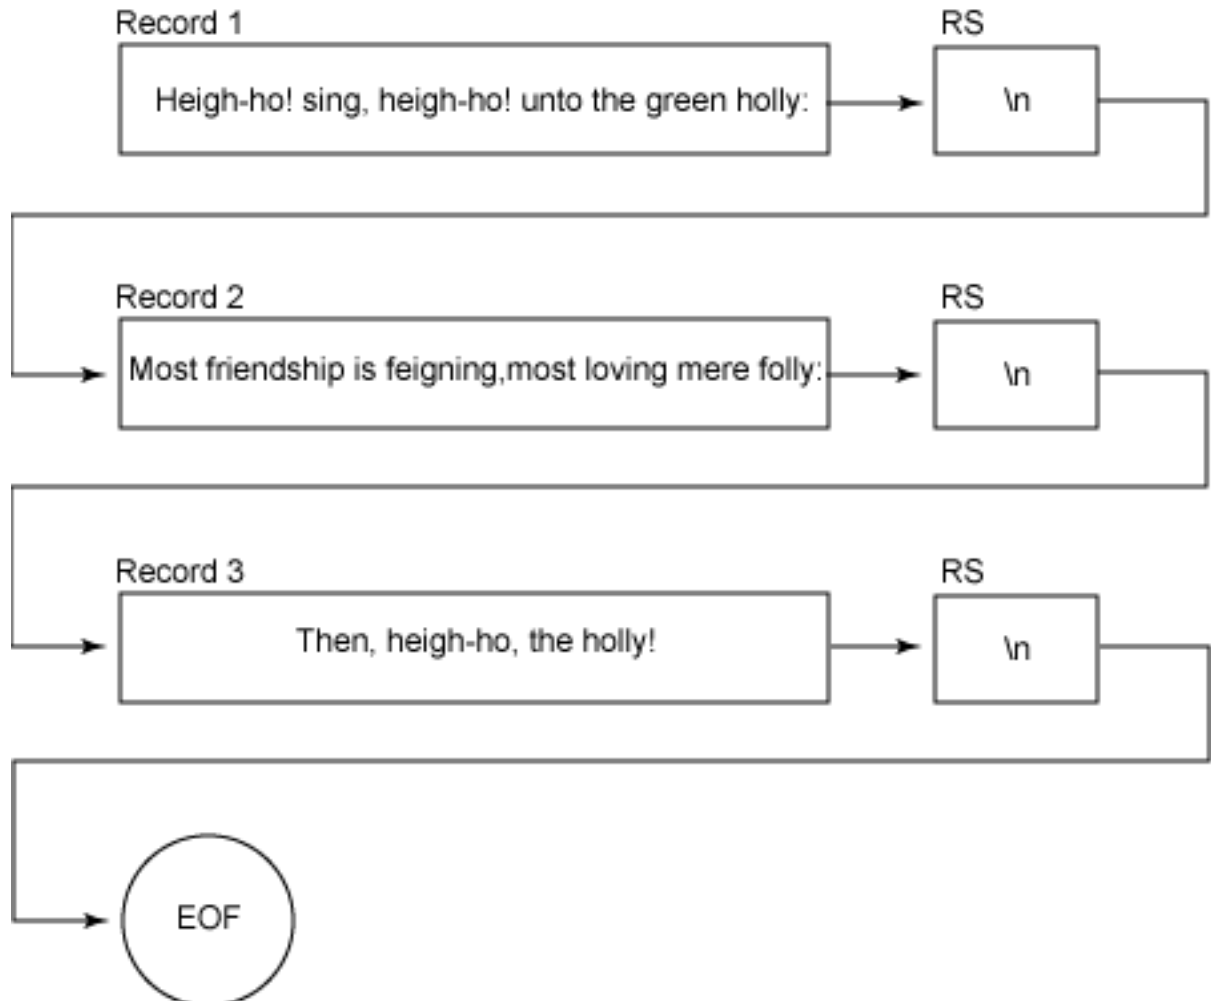 Record 1 RS
Heigh-ho! sing, heigh-ho! unto the green holly: \n
Record 2 RS
Most friendship is feigning,most loving mere folly: \n
Record 3 RS
Then, heigh-ho, the holly! \n
EOF